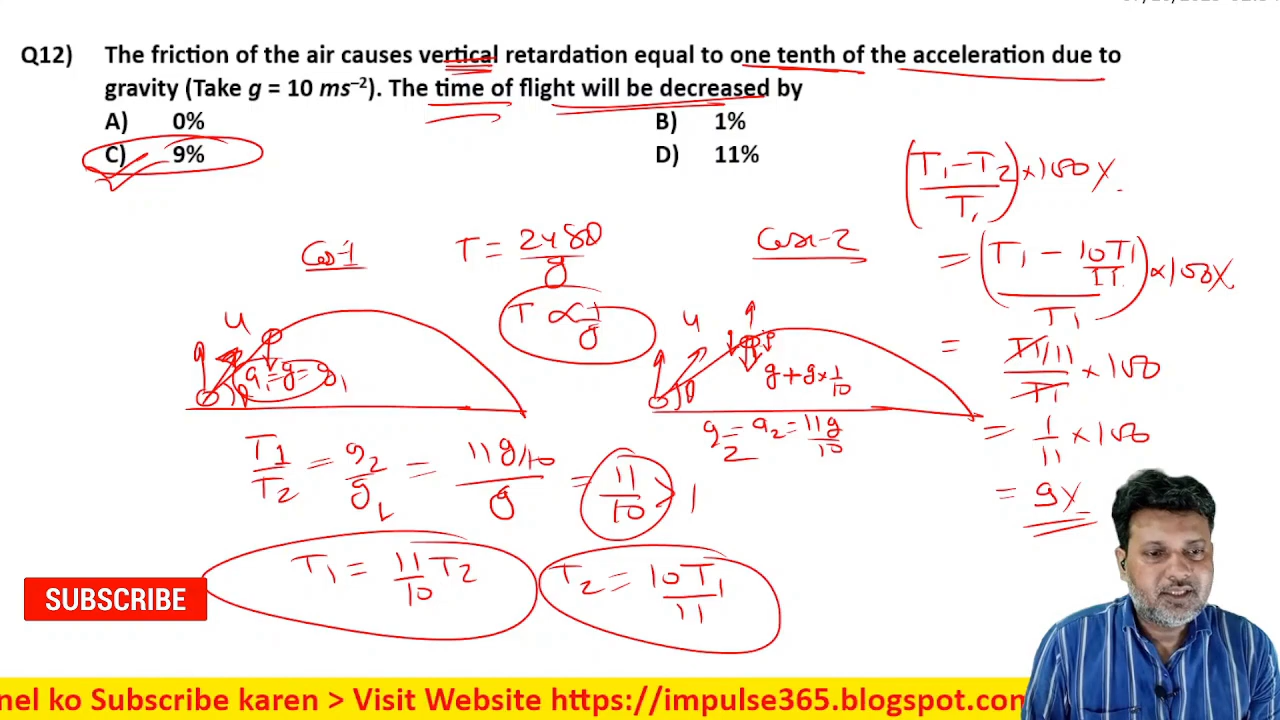 Q12) The friction of the air causes vertical retardation equal to one tenth of the acceleration due to
gravity (Take g = 10 ms⁻²). The time of flight will be decreased by
A) 0% B) 1%
C) 9% D) 11%
(T₁ - T₂ / T₁) × 100 %
Case-2
T ∝ 1/g
= (T₁ - 10T₁/11 / T₁) × 100%
u
u
a₁ = g = g₁
g + g × 1/10
= T₁/11 / T₁ × 100
g₂ = a₂ = 11g/10
= 1/11 × 100
T₁/T₂ = g₂/g₁ = 11g/10 / g = 11/10 > 1
= 9%
T₁ = 11/10 T₂
T₂ = 10T₁/11
SUBSCRIBE
nel ko Subscribe karen > Visit Website https://impulse365.blogspot.com